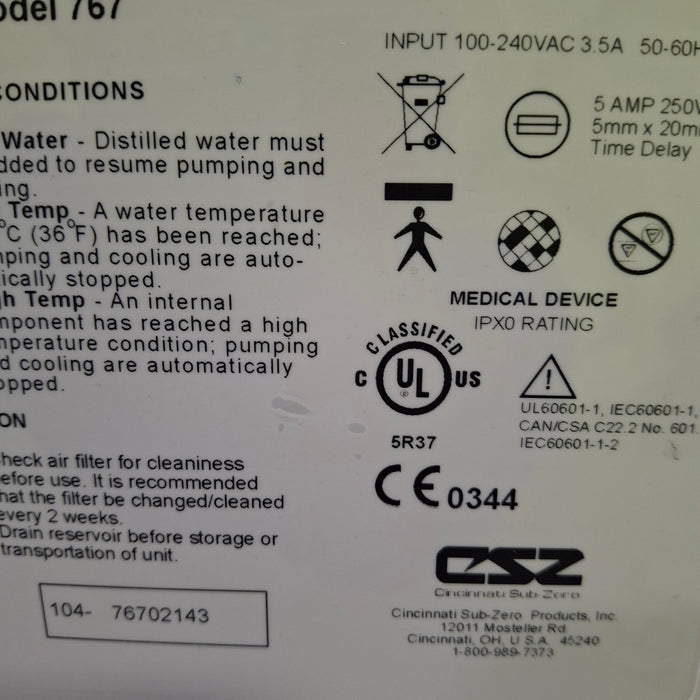 odel 767
INPUT 100-240VAC 3.5A 50-60H
CONDITIONS
5 AMP 250V
5mm x 20mm
Time Delay
Water - Distilled water must
dded to resume pumping and
ing.
Temp - A water temperature
°C (36°F) has been reached;
ping and cooling are auto-
ically stopped.
h Temp - An internal
mponent has reached a high
mperature condition; pumping
d cooling are automatically
opped.
MEDICAL DEVICE
IPX0 RATING
CLASSIFIED
C UL US
®
5R37
UL60601-1, IEC60601-1,
CAN/CSA C22.2 No. 601.
IEC60601-1-2
ON
heck air filter for cleaniness
efore use. It is recommended
hat the filter be changed/cleaned
every 2 weeks.
Drain reservoir before storage or
transportation of unit.
CE 0344
104- 76702143
CSZ
Cincinnati Sub-Zero
Cincinnati Sub-Zero Products, Inc.
12011 Mosteller Rd.
Cincinnati, OH, U.S.A. 45240
1-800-989-7373